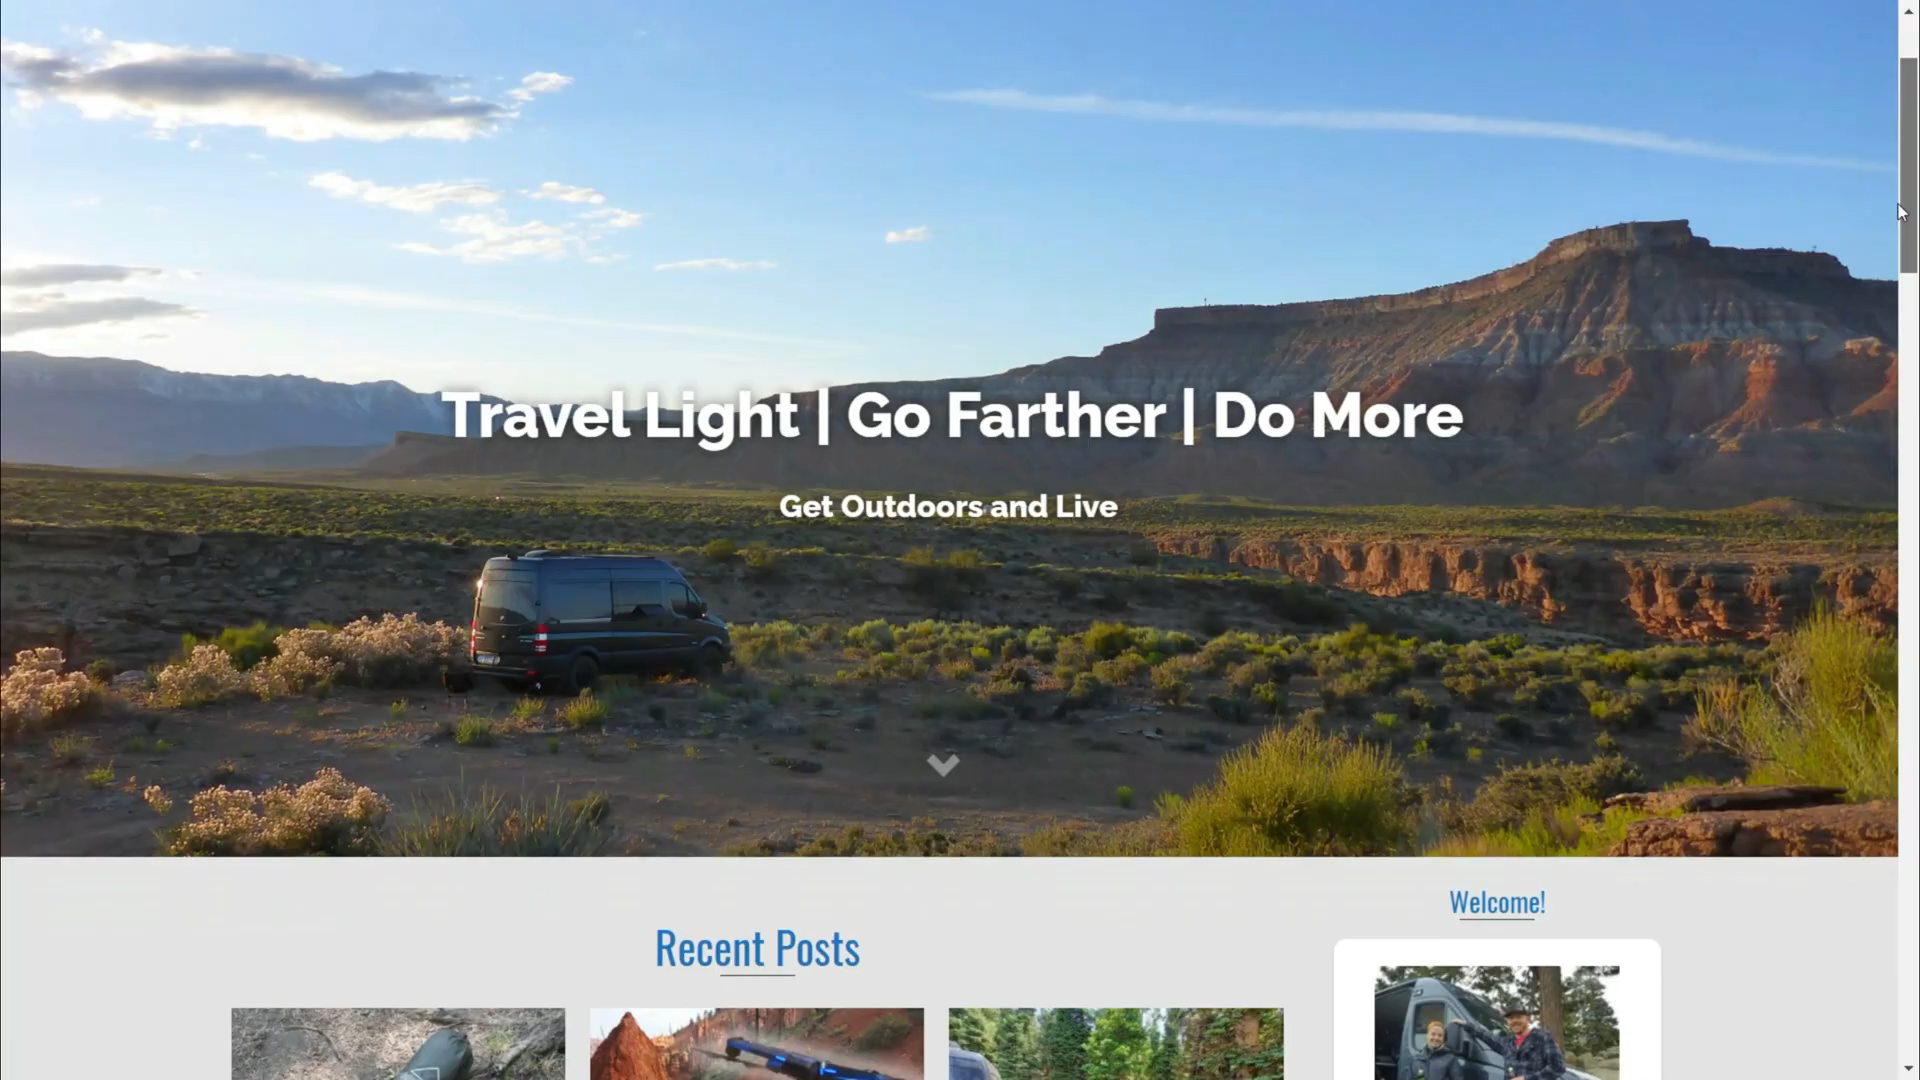 Travel Light | Go Farther | Do More
Get Outdoors and Live
Welcome!
Recent Posts